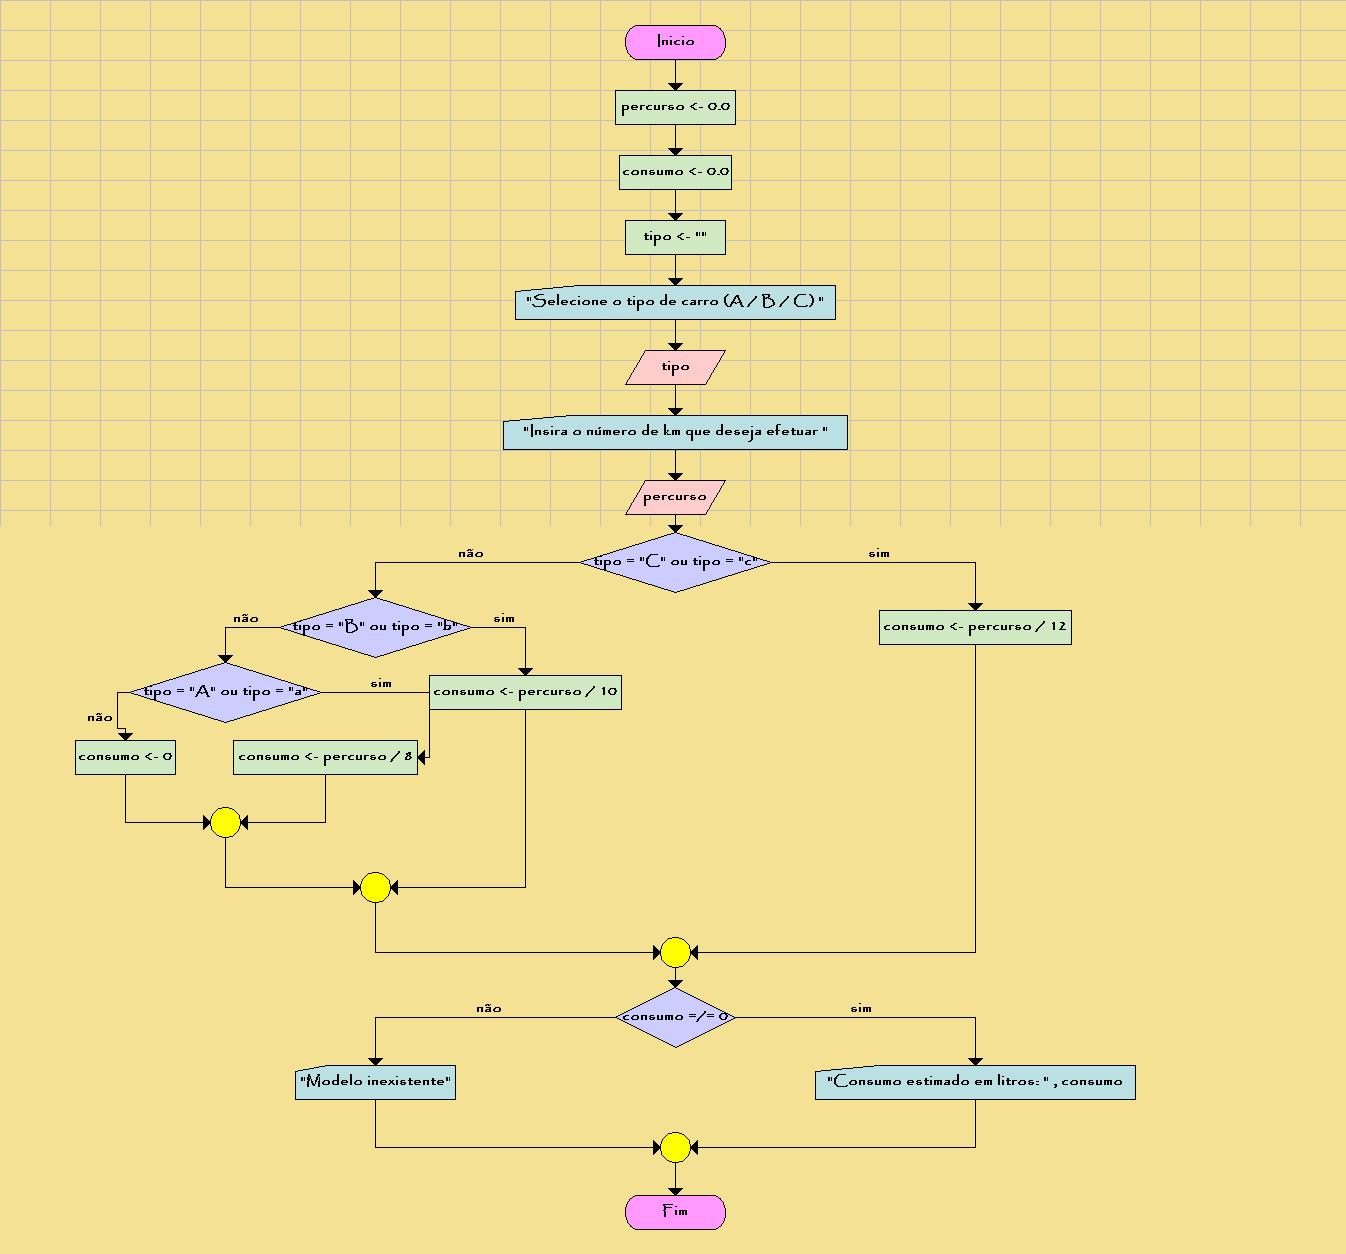 Inicio
percurso <- 0.0
consumo <- 0.0
tipo <- ""
"Selecione o tipo de carro (A / B / C) "
tipo
"Insira o número de km que deseja efetuar "
percurso
não
sim
tipo = "C" ou tipo = "c"
não
sim
tipo = "B" ou tipo = "b"
consumo <- percurso / 12
sim
tipo = "A" ou tipo = "a"
consumo <- percurso / 10
não
consumo <- 0
consumo <- percurso / 8
não
sim
consumo =/= 0
"Modelo inexistente"
"Consumo estimado em litros: " , consumo
Fim